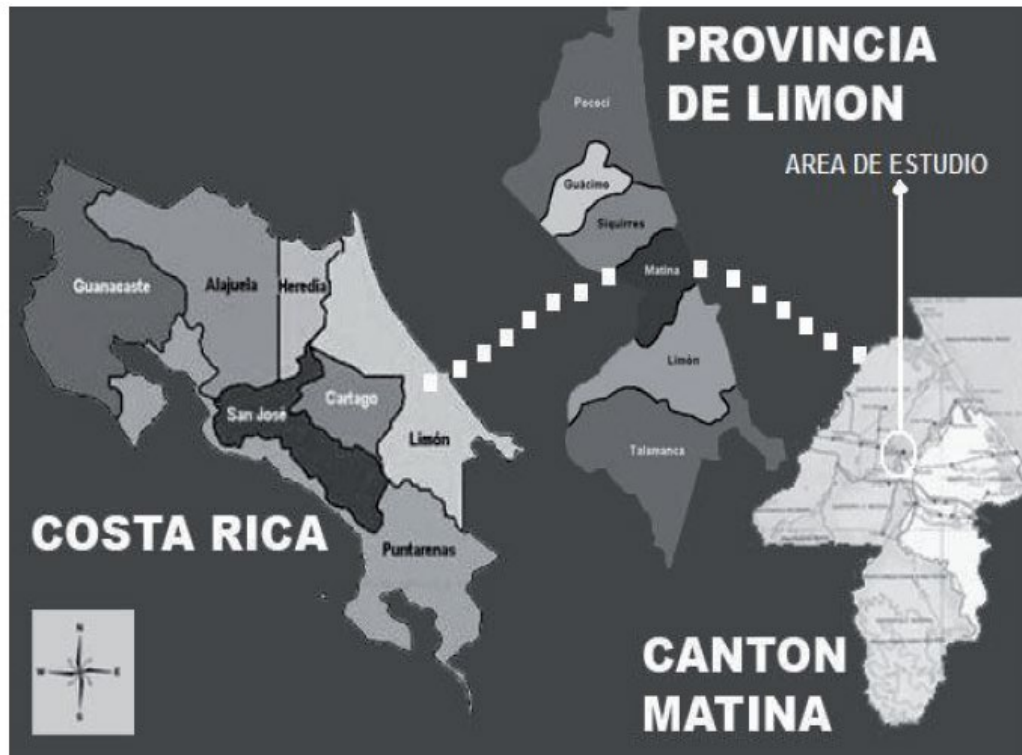 PROVINCIA
DE LIMON
AREA DE ESTUDIO
Pococí
Guácimo
Siquirres
Matina
Limón
Talamanca
Guanacaste
Alajuela
Heredia
San José
Cartago
Limón
Puntarenas
COSTA RICA
CANTON
MATINA
N
W
E
S